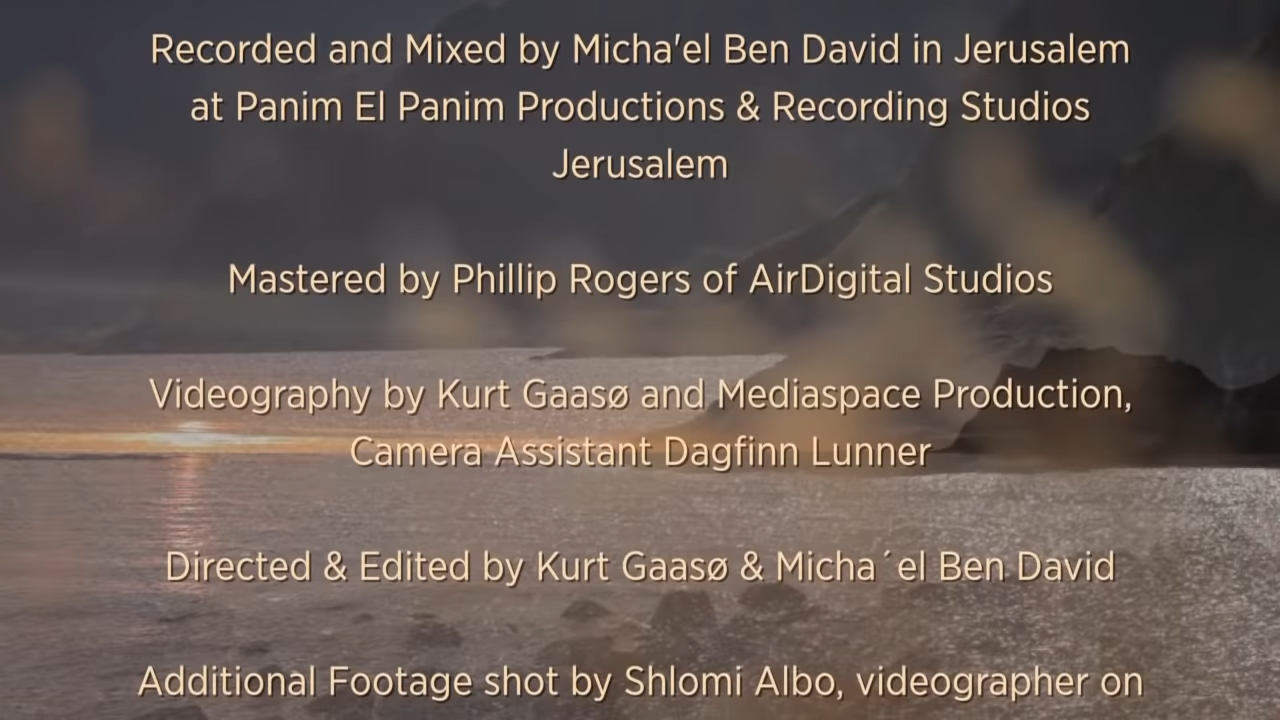 Recorded and Mixed by Micha'el Ben David in Jerusalem
at Panim El Panim Productions & Recording Studios
Jerusalem
Mastered by Phillip Rogers of AirDigital Studios
Videography by Kurt Gaasø and Mediaspace Production,
Camera Assistant Dagfinn Lunner
Directed & Edited by Kurt Gaasø & Micha´el Ben David
Additional Footage shot by Shlomi Albo, videographer on